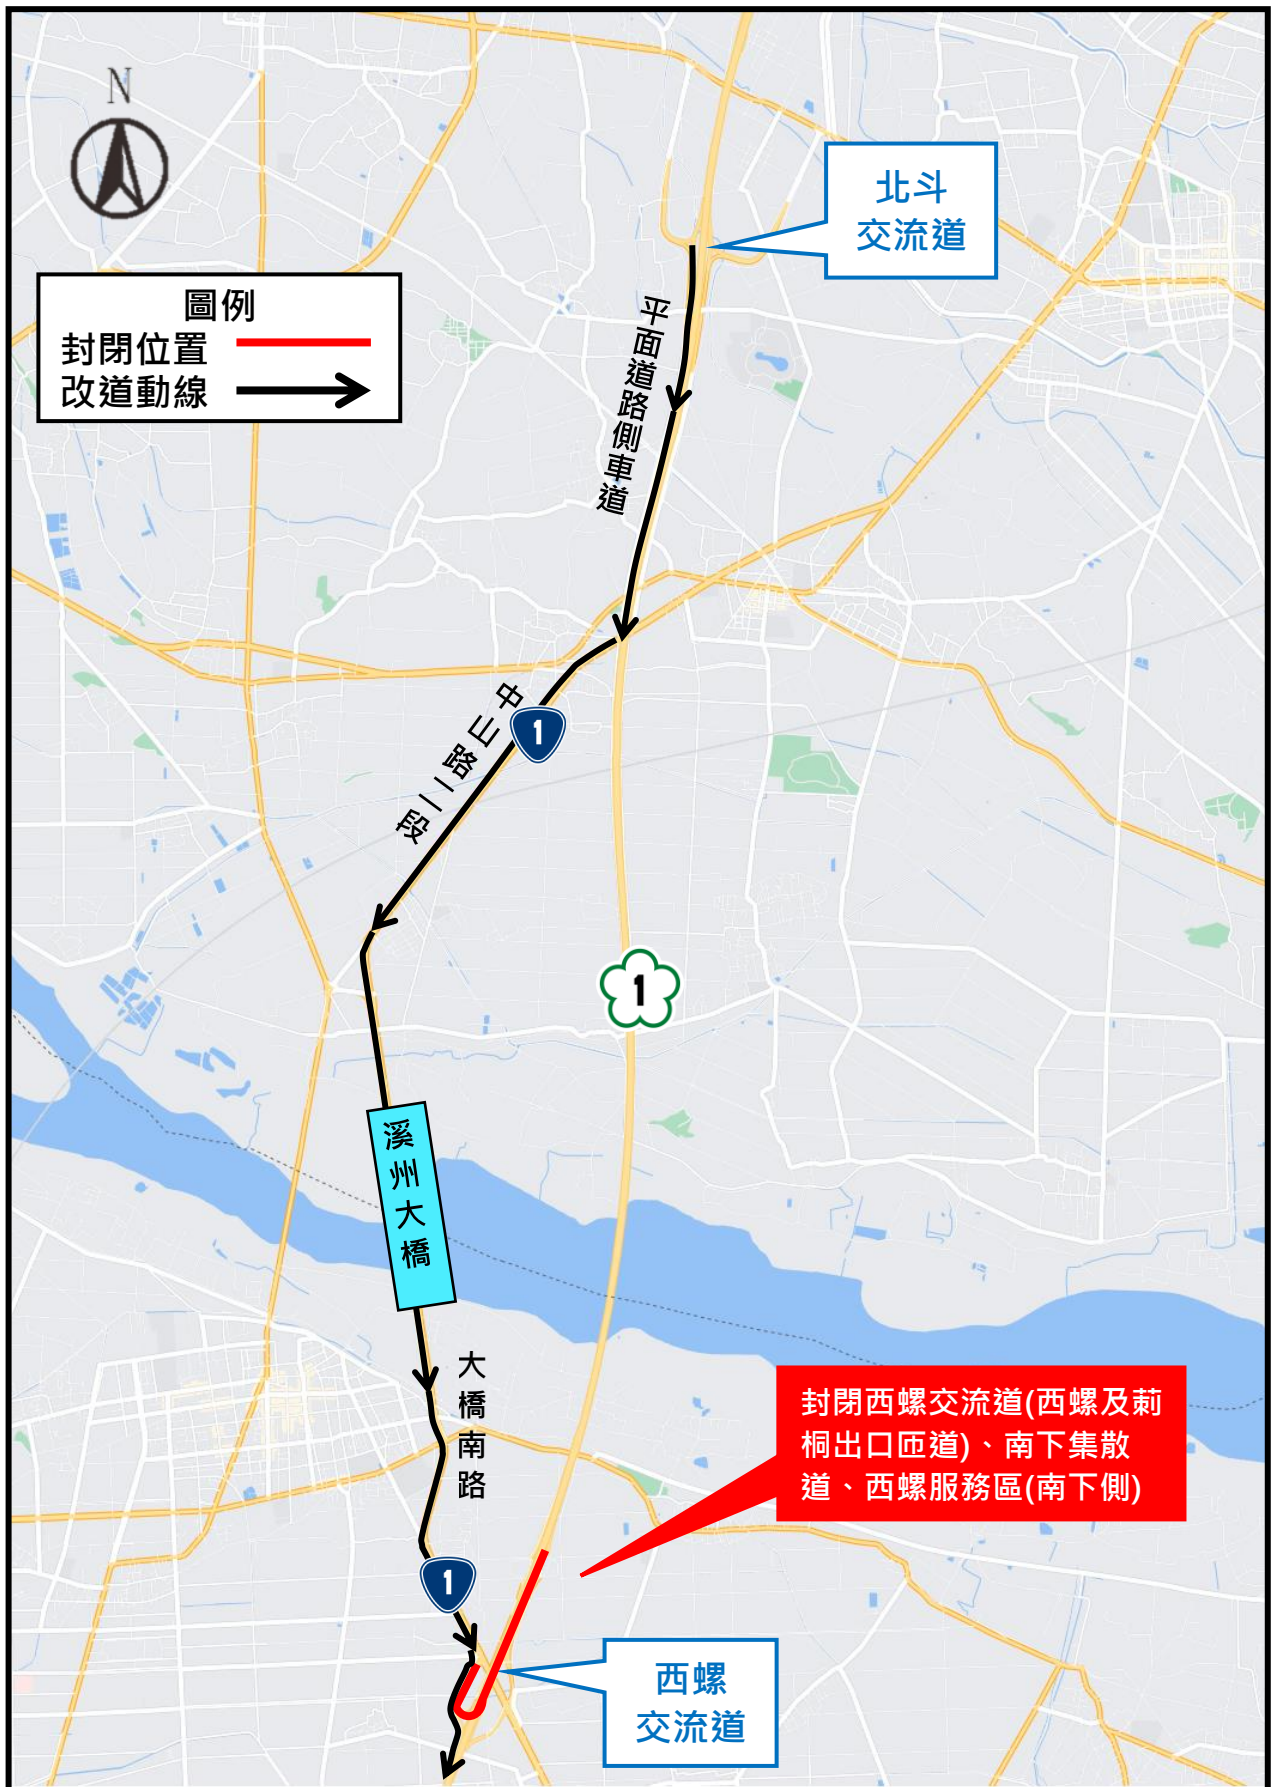 N
北斗
交流道
圖例
封閉位置
改道動線
平面道路側車道
中山路二段
1
1
溪州大橋
大橋南路
封閉西螺交流道(西螺及莿
桐出口匝道)、南下集散
道、西螺服務區(南下側)
1
西螺
交流道